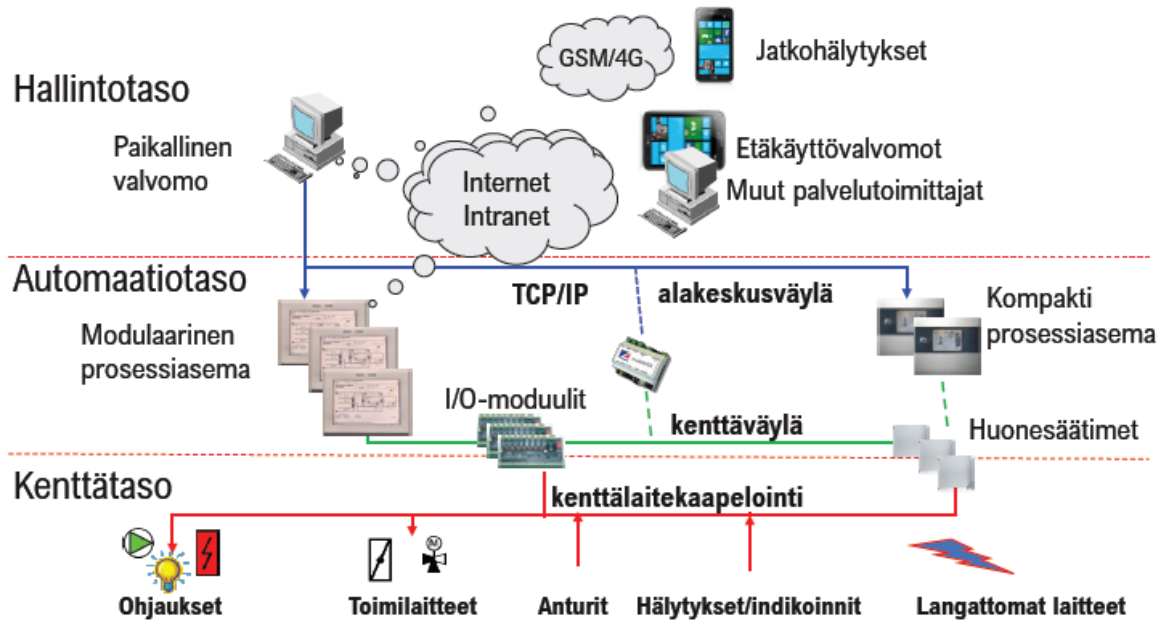 GSM/4G
Jatkohälytykset
Hallintotaso
Paikallinen
valvomo
Internet
Intranet
Etäkäyttövalvomot
Muut palvelutoimittajat
Automaatiotaso
TCP/IP
alakeskusväylä
Kompakti
prosessiasema
Modulaarinen
prosessiasema
I/O-moduulit
kenttäväylä
Huonesäätimet
Kenttätaso
kenttälaitekaapelointi
M
Ohjaukset
Toimilaitteet
Anturit
Hälytykset/indikoinnit
Langattomat laitteet